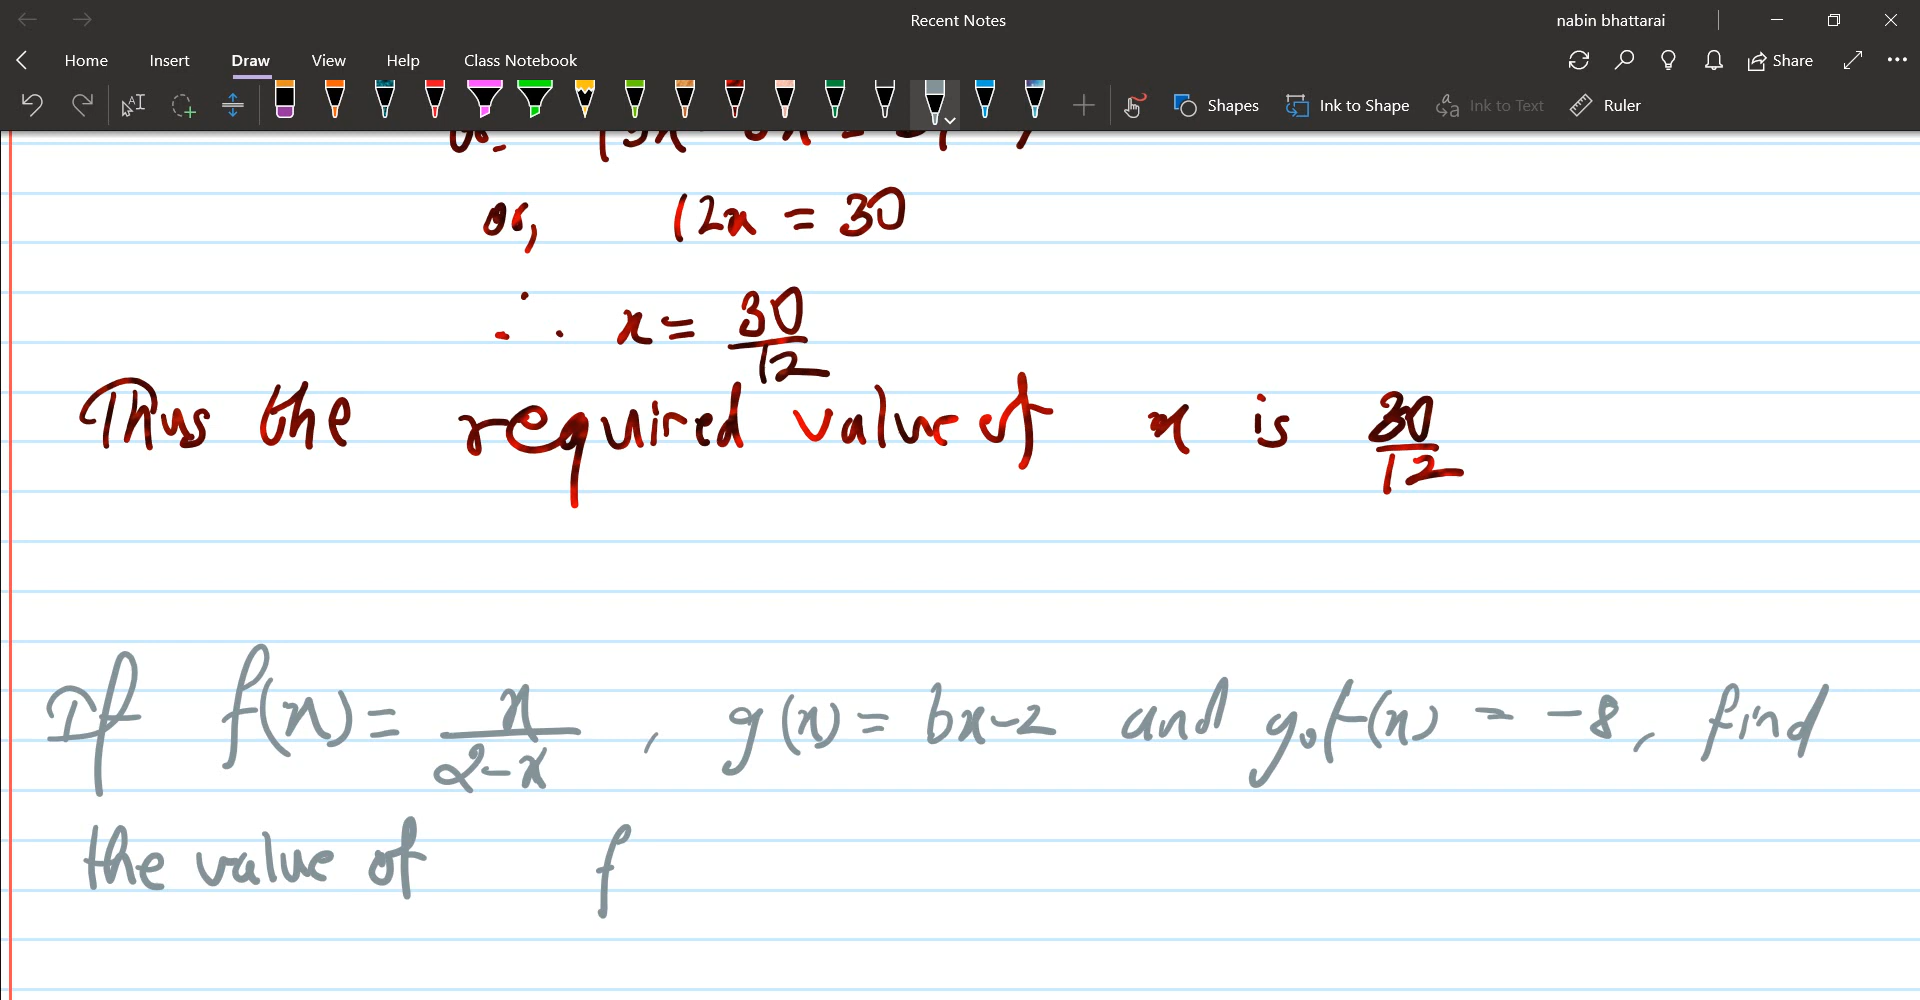 Recent Notes
nabin bhattarai
Home Insert Draw View Help Class Notebook Share
Shapes Ink to Shape Ink to Text Ruler
or, 12x = 30
∴ x = 30/12
Thus the required value of x is 30/12
If f(x) = x/(2-x), g(x) = 6x-2 and gof(x) = -8, find
the value of f